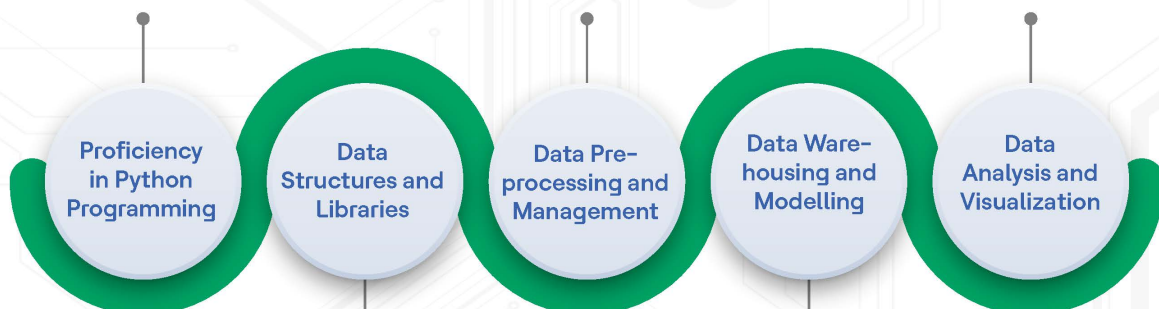 Proficiency
in Python
Programming
Data
Structures and
Libraries
Data Pre-
processing and
Management
Data Ware-
housing and
Modelling
Data
Analysis and
Visualization